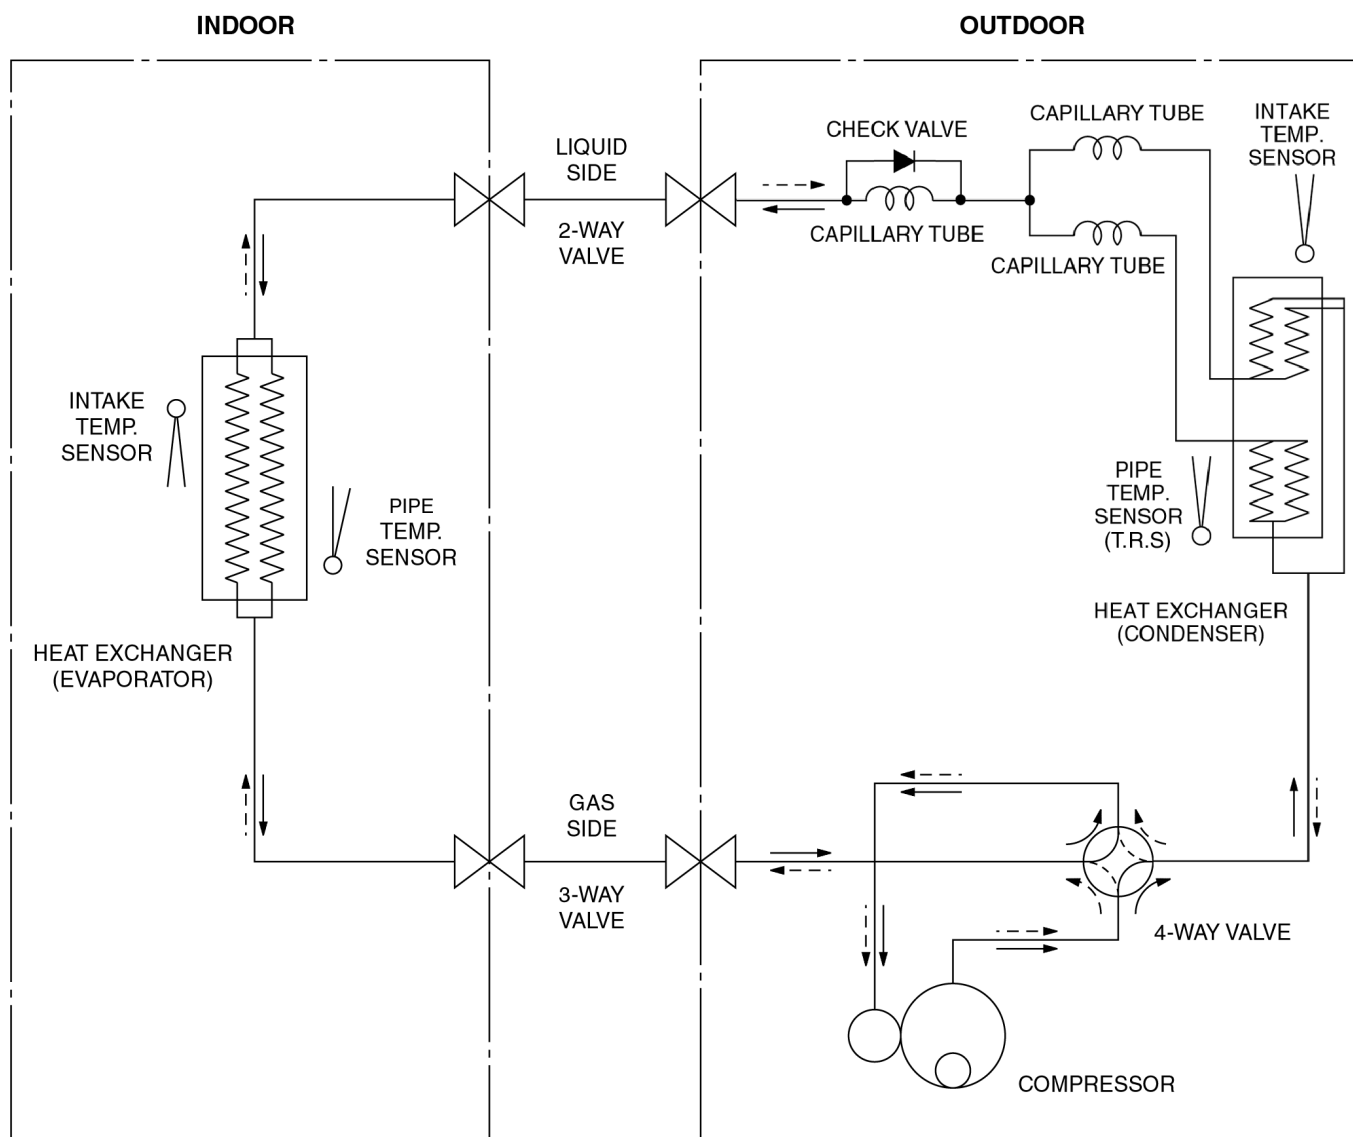 INDOOR
OUTDOOR
LIQUID
SIDE
2-WAY
VALVE
CHECK VALVE
CAPILLARY TUBE
CAPILLARY TUBE
CAPILLARY TUBE
INTAKE
TEMP.
SENSOR
INTAKE
TEMP.
SENSOR
PIPE
TEMP.
SENSOR
PIPE
TEMP.
SENSOR
(T.R.S)
HEAT EXCHANGER
(EVAPORATOR)
HEAT EXCHANGER
(CONDENSER)
GAS
SIDE
3-WAY
VALVE
4-WAY VALVE
COMPRESSOR